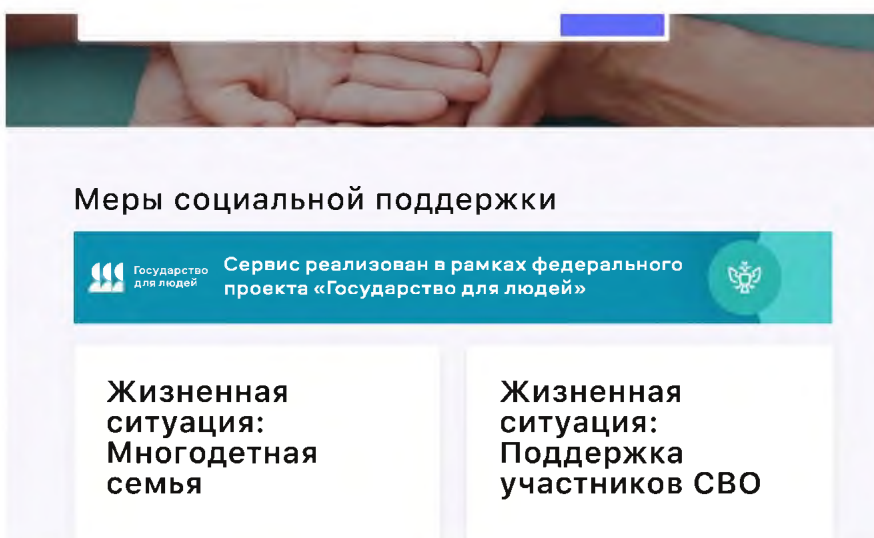 Меры социальной поддержки
Государство
для людей
Сервис реализован в рамках федерального
проекта «Государство для людей»
Жизненная
ситуация:
Многодетная
семья
Жизненная
ситуация:
Поддержка
участников СВО